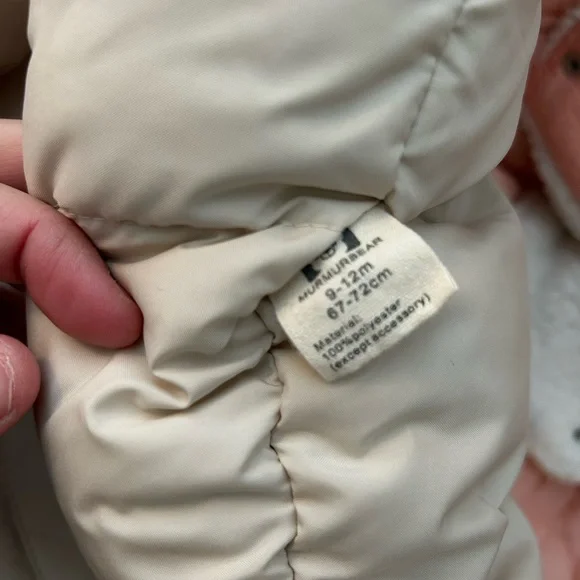 MURMURBEAR
9-12m
67-72cm
Material:
100%polyester
(except accessory)